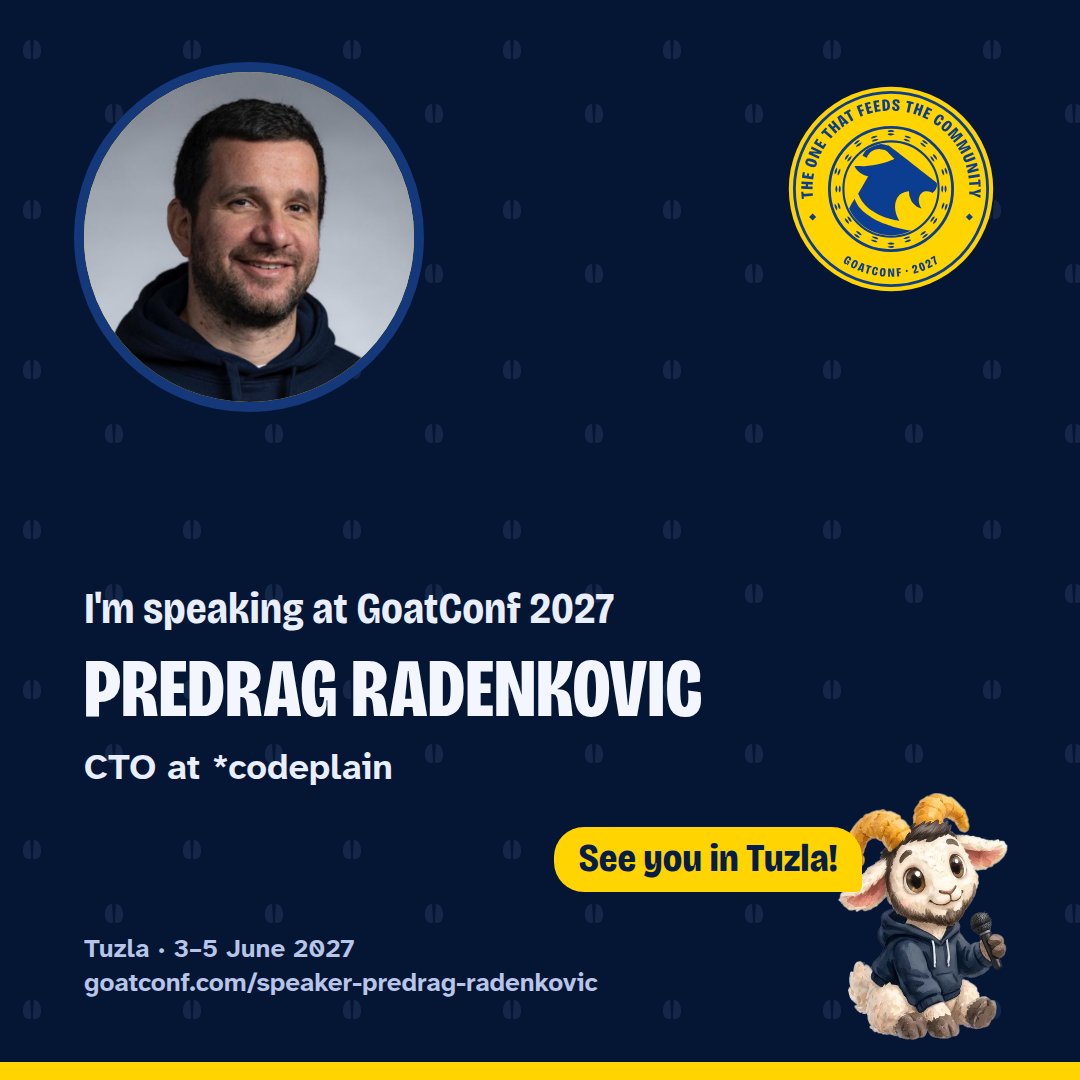 THE ONE THAT FEEDS THE COMMUNITY
GOATCONF · 2027
I'm speaking at GoatConf 2027
PREDRAG RADENKOVIC
CTO at *codeplain
See you in Tuzla!
Tuzla · 3–5 June 2027
goatconf.com/speaker-predrag-radenkovic